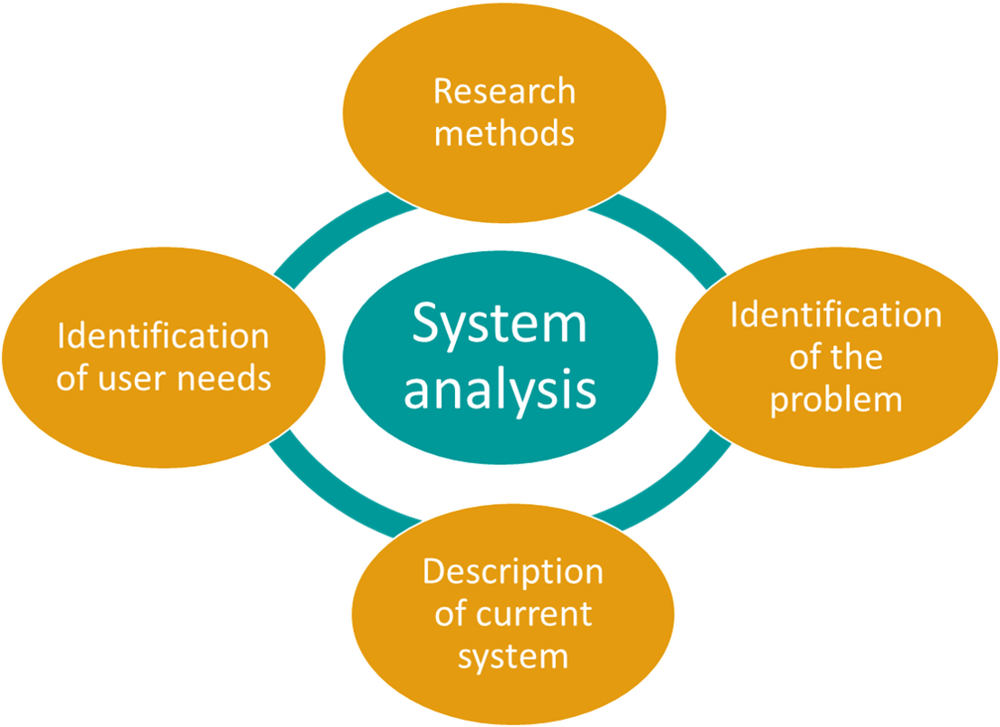 Research
methods
Identification
of user needs
System
analysis
Identification
of the
problem
Description
of current
system